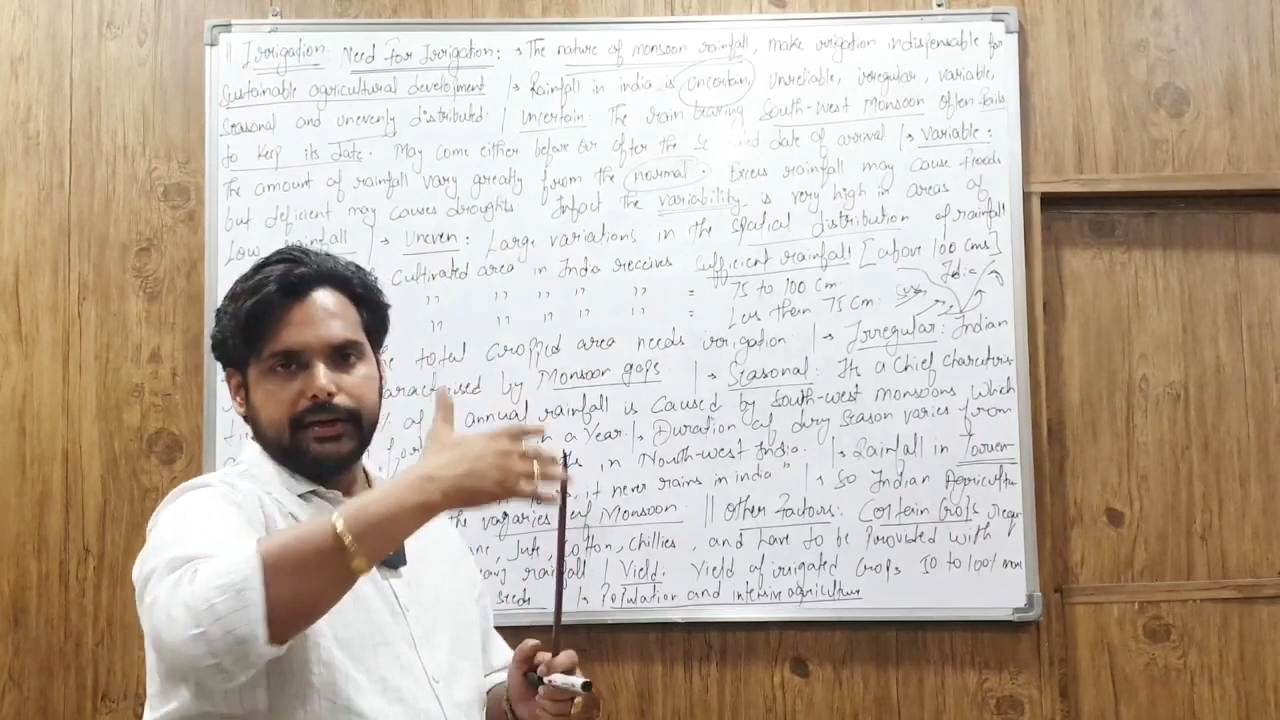 || Irrigation. Need For Irrigation: → The nature of monsoon rainfall, make irrigation indispensable for
Sustainable agricultural development |→ Rainfall in india is Uncertain, Unreliable, irregular, variable,
Seasonal and unevenly distributed. | Uncertain: The rain bearing South-West Monsoon often fails
to keep its date. May come either before or after the date of arrival |→ Variable:
The amount of rainfall vary greatly from the normal. Excess rainfall may cause floods
but deficient may causes droughts. Infact the variability is very high in areas of
Low rainfall |→ Uneven: Large variations in the spatial distribution of rainfall
Cultivated area in India receives Sufficient rainfall [above 100 cms]
" " " " " = 75 to 100 cm.
" " " " " = Less them 75 cm.
India
total cropped area needs irrigation |→ Irregular: Indian
by Monsoon gaps. |→ Seasonal: Its a Chief
annual rainfall is Caused by South-west monsoons which
in a Year. |→ Duration of dry Season varies from
in North-west India. |→ Rainfall in Torren-
it never rains in india" |→ So Indian Agricultu
the vagaries of Monsoon. || Other Factors: Certain Crops
Jute, Cotton, chillies, and have to be Provided with
rainfall | Yield: Yield of irrigated Crops 50 to 100%
seeds |→ Population and intensive agriculture